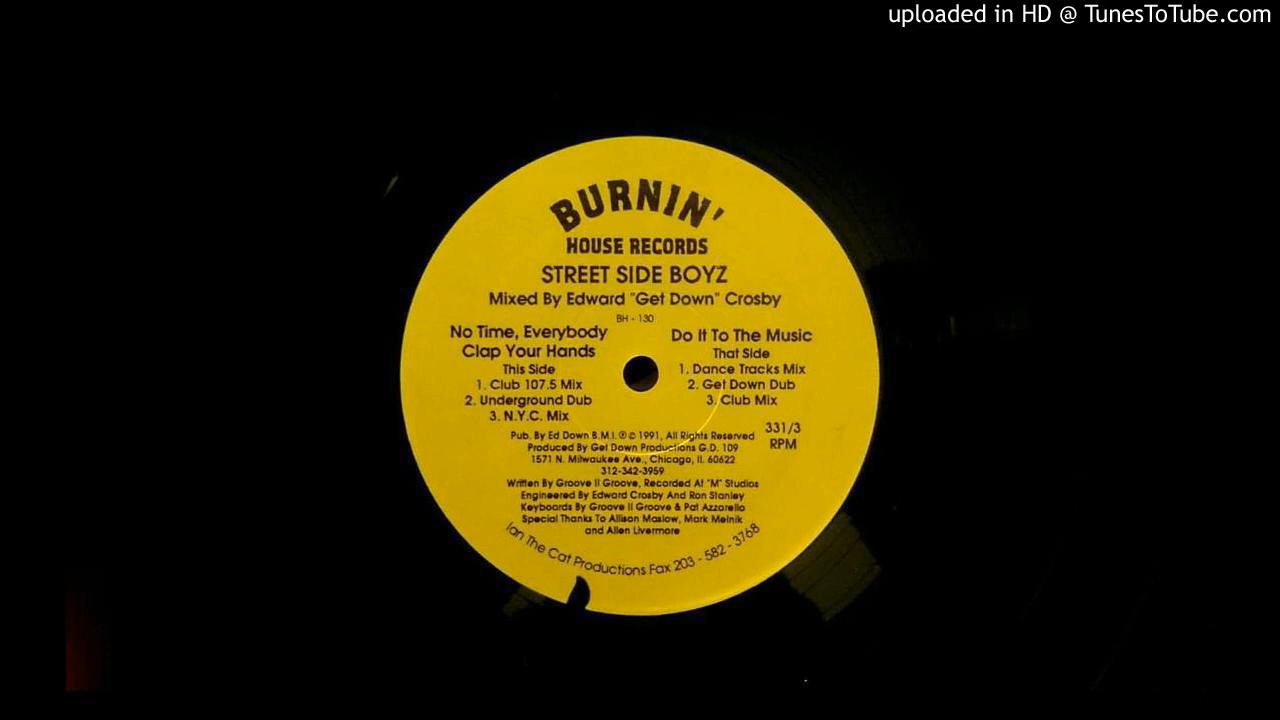 uploaded in HD @ TunesToTube.com
BURNIN'
HOUSE RECORDS
STREET SIDE BOYZ
Mixed By Edward "Get Down" Crosby
BH - 130
No Time, Everybody
Clap Your Hands
This Side
1. Club 107.5 Mix
2. Underground Dub
3. N.Y.C. Mix
Do It To The Music
That Side
1. Dance Tracks Mix
2. Get Down Dub
3. Club Mix
331/3
RPM
Pub. By Ed Down B.M.I. ℗© 1991, All Rights Reserved
Produced By Get Down Productions G.D. 109
1571 N. Milwaukee Ave., Chicago, Il. 60622
312-342-3959
Written By Groove II Groove, Recorded At "M" Studios
Engineered By Edward Crosby And Ron Stanley
Keyboards By Groove II Groove & Pat Azzarello
Special Thanks To Allison Maslow, Mark Melnik
and Allen Livermore
Ian The Cat Productions Fax 203 - 582 - 3768